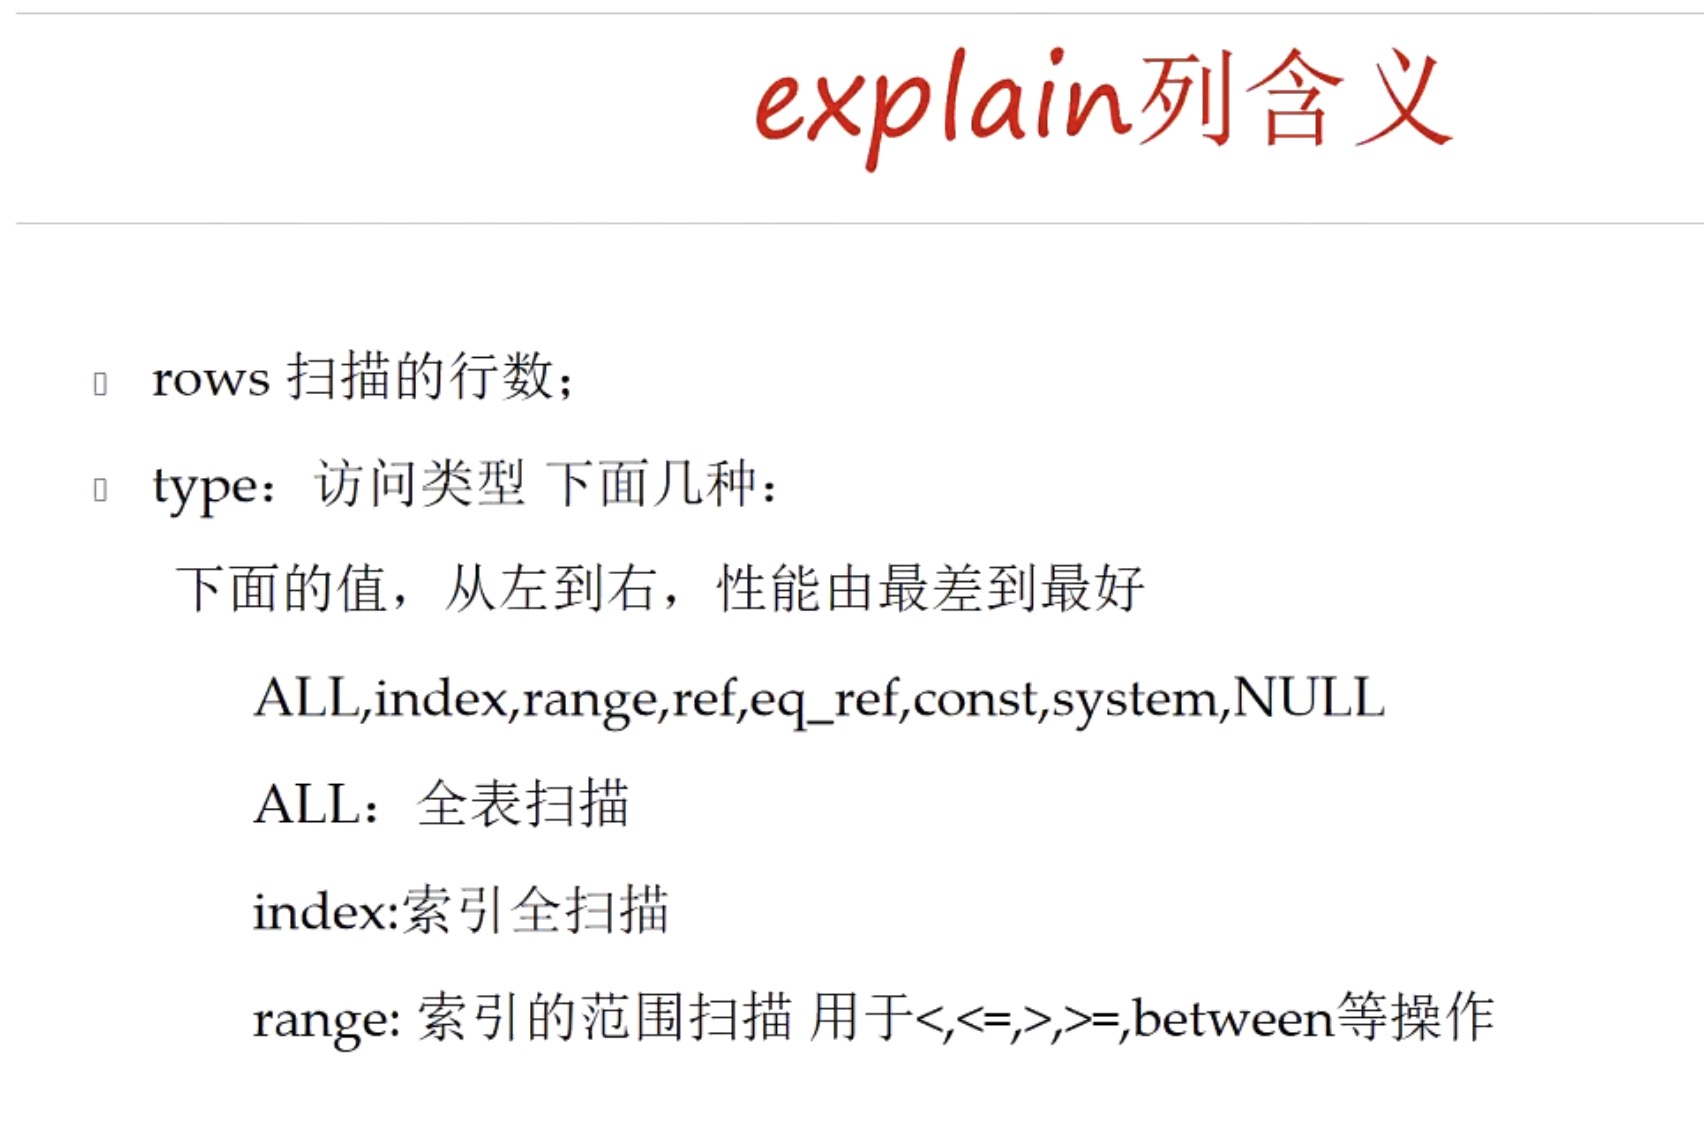 explain列含义
rows 扫描的行数；
type：访问类型 下面几种：
下面的值，从左到右，性能由最差到最好
ALL,index,range,ref,eq_ref,const,system,NULL
ALL：全表扫描
index:索引全扫描
range: 索引的范围扫描 用于<,<=,>,>=,between等操作